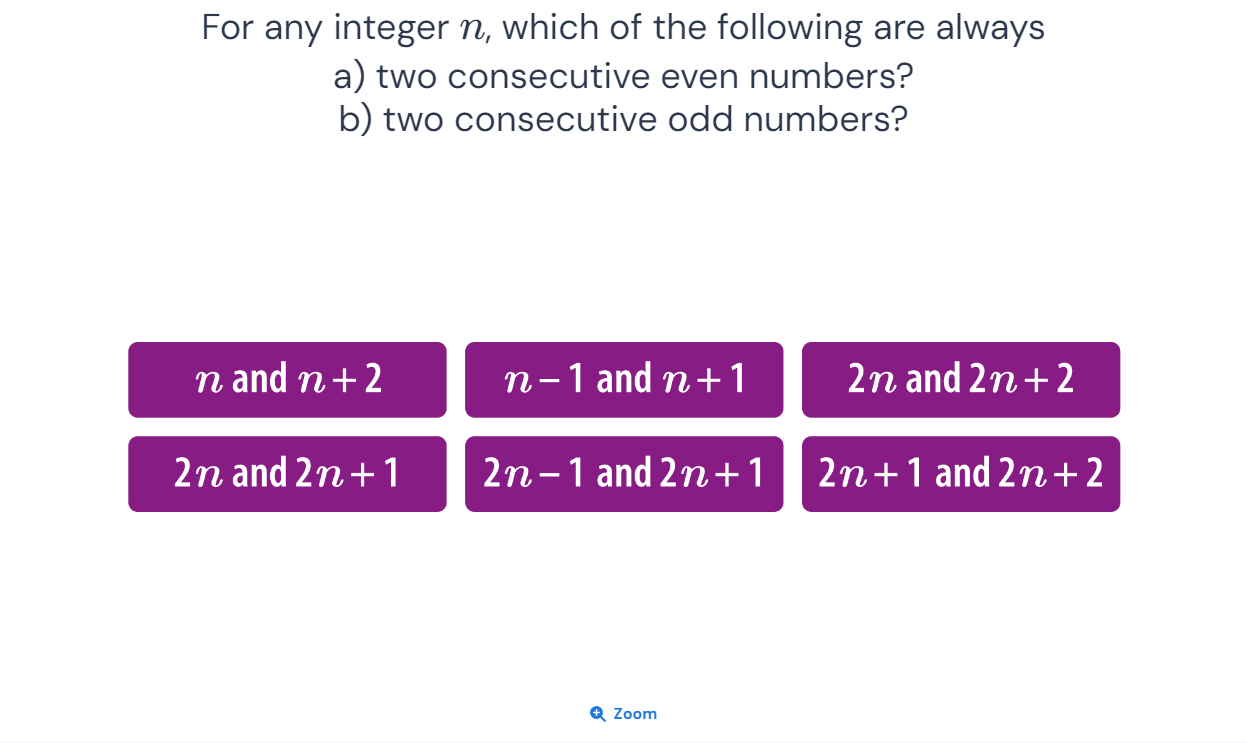 For any integer n, which of the following are always
a) two consecutive even numbers?
b) two consecutive odd numbers?
n and n + 2
n − 1 and n + 1
2n and 2n + 2
2n and 2n + 1
2n − 1 and 2n + 1
2n + 1 and 2n + 2
Zoom